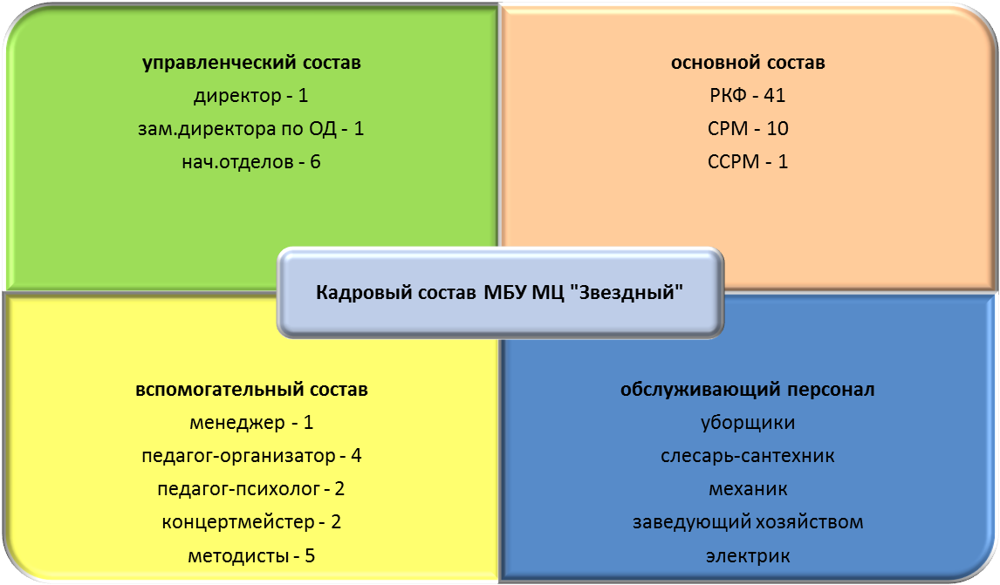 управленческий состав
директор - 1
зам.директора по ОД - 1
нач.отделов - 6
основной состав
РКФ - 41
СРМ - 10
ССРМ - 1
Кадровый состав МБУ МЦ "Звездный"
вспомогательный состав
менеджер - 1
педагог-организатор - 4
педагог-психолог - 2
концертмейстер - 2
методисты - 5
обслуживающий персонал
уборщики
слесарь-сантехник
механик
заведующий хозяйством
электрик